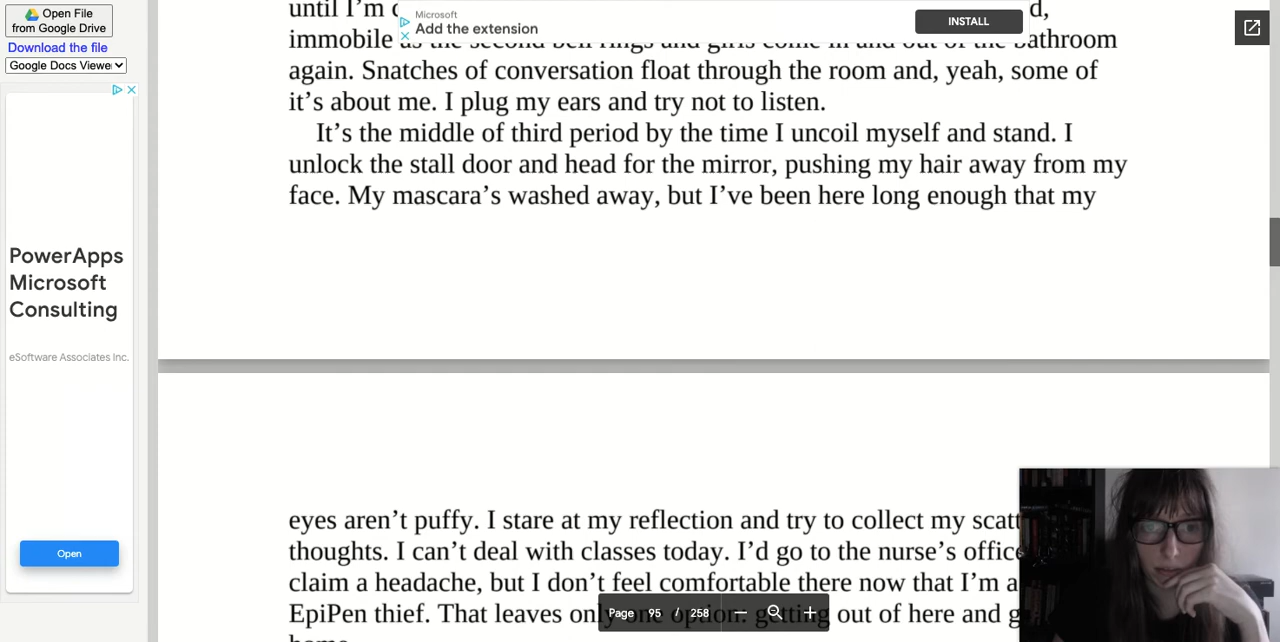 Open File
from Google Drive
Download the file
Google Docs Viewer
PowerApps
Microsoft
Consulting
eSoftware Associates Inc.
Open
Microsoft
Add the extension
INSTALL
until I'm
immobile as the second bell rings and girls come in and out of the bathroom
again. Snatches of conversation float through the room and, yeah, some of
it's about me. I plug my ears and try not to listen.
It's the middle of third period by the time I uncoil myself and stand. I
unlock the stall door and head for the mirror, pushing my hair away from my
face. My mascara's washed away, but I've been here long enough that my
eyes aren't puffy. I stare at my reflection and try to collect my
thoughts. I can't deal with classes today. I'd go to the nurse's office
claim a headache, but I don't feel comfortable there now that I'm a
EpiPen thief. That leaves only one option: getting out of here and
home.
Page 95 / 258